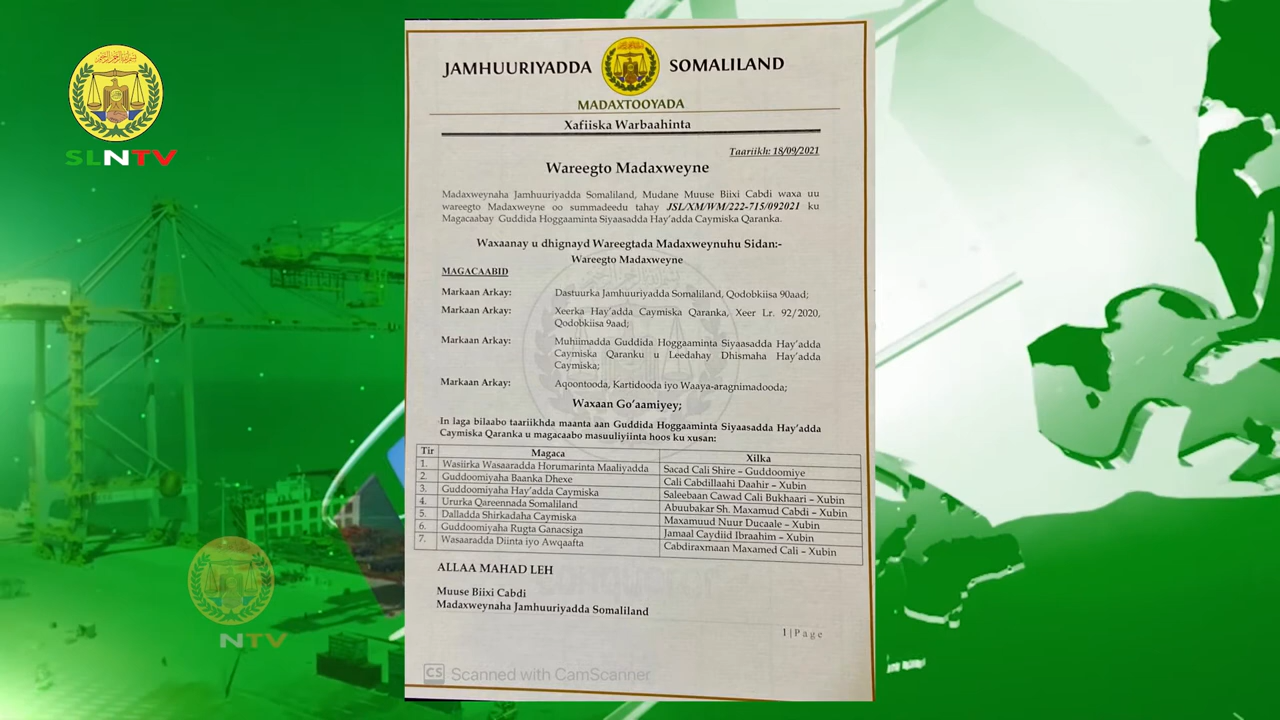 SLNTV
JAMHUURIYADDA SOMALILAND
MADAXTOOYADA
Xafiiska Warbaahinta
Taariikh: 18/09/2021
Wareegto Madaxweyne
Madaxweynaha Jamhuuriyadda Somaliland, Mudane Muuse Biixi Cabdi waxa uu
wareegto Madaxweyne oo summadeedu tahay JSL/XM/WM/222-715/092021 ku
Magacaabay Guddida Hoggaaminta Siyaasadda Hay'adda Caymiska Qaranka.
Waxaanay u dhignayd Wareegtada Madaxweynuhu Sidan:-
Wareegto Madaxweyne
MAGACAABID
Markaan Arkay: Dastuurka Jamhuuriyadda Somaliland, Qodobkiisa 90aad;
Markaan Arkay: Xeerka Hay'adda Caymiska Qaranka, Xeer Lr. 92/2020,
Qodobkiisa 9aad;
Markaan Arkay: Muhiimadda Guddida Hoggaaminta Siyaasadda Hay'adda
Caymiska Qaranku u Leedahay Dhismaha Hay'adda
Caymiska;
Markaan Arkay: Aqoontooda, Kartidooda iyo Waaya-aragnimadooda;
Waxaan Go'aamiyey;
In laga bilaabo taariikhda maanta aan Guddida Hoggaaminta Siyaasadda Hay'adda
Caymiska Qaranka u magacaabo masuuliyiinta hoos ku xusan:
Tir Magaca Xilka
1. Wasiirka Wasaaradda Horumarinta Maaliyadda Sacad Cali Shire – Guddoomiye
2. Guddoomiyaha Baanka Dhexe Cali Cabdillaahi Daahir – Xubin
3. Guddoomiyaha Hay'adda Caymiska Saleebaan Cawad Cali Bukhaari – Xubin
4. Ururka Qareennada Somaliland Abuubakar Sh. Maxamud Cabdi – Xubin
5. Dalladda Shirkadaha Caymiska Maxamuud Nuur Ducaale – Xubin
6. Guddoomiyaha Rugta Ganacsiga Jamaal Caydiid Ibraahim – Xubin
7. Wasaaradda Diinta iyo Awqaafta Cabdiraxmaan Maxamed Cali – Xubin
ALLAA MAHAD LEH
Muuse Biixi Cabdi
Madaxweynaha Jamhuuriyadda Somaliland
1 | Page
CS Scanned with CamScanner
NTV